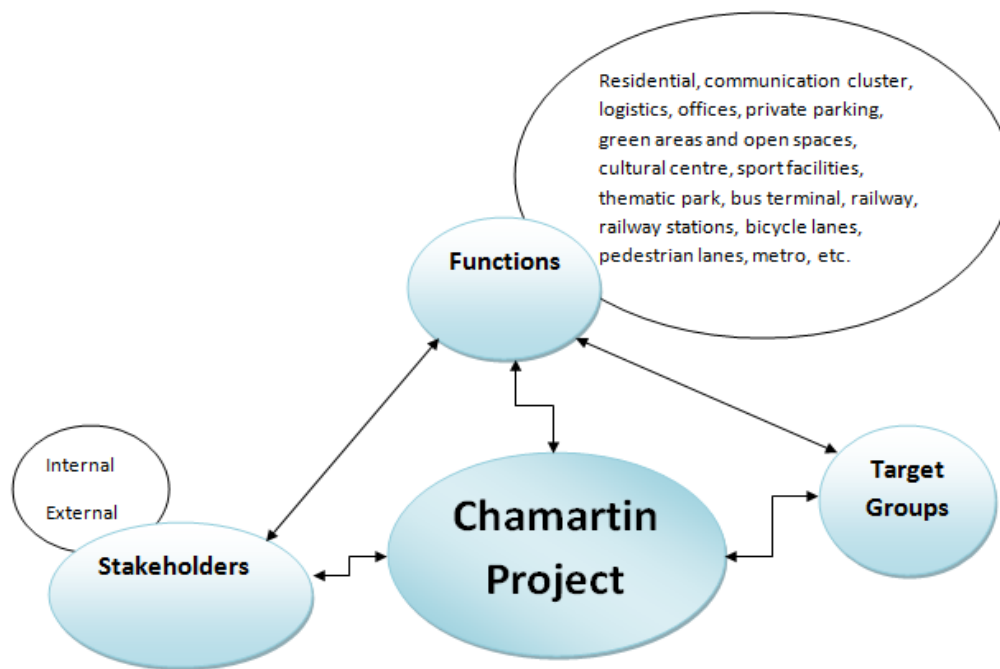 Residential, communication cluster,
logistics, offices, private parking,
green areas and open spaces,
cultural centre, sport facilities,
thematic park, bus terminal, railway,
railway stations, bicycle lanes,
pedestrian lanes, metro, etc.
Functions
Internal
External
Stakeholders
Chamartin
Project
Target
Groups